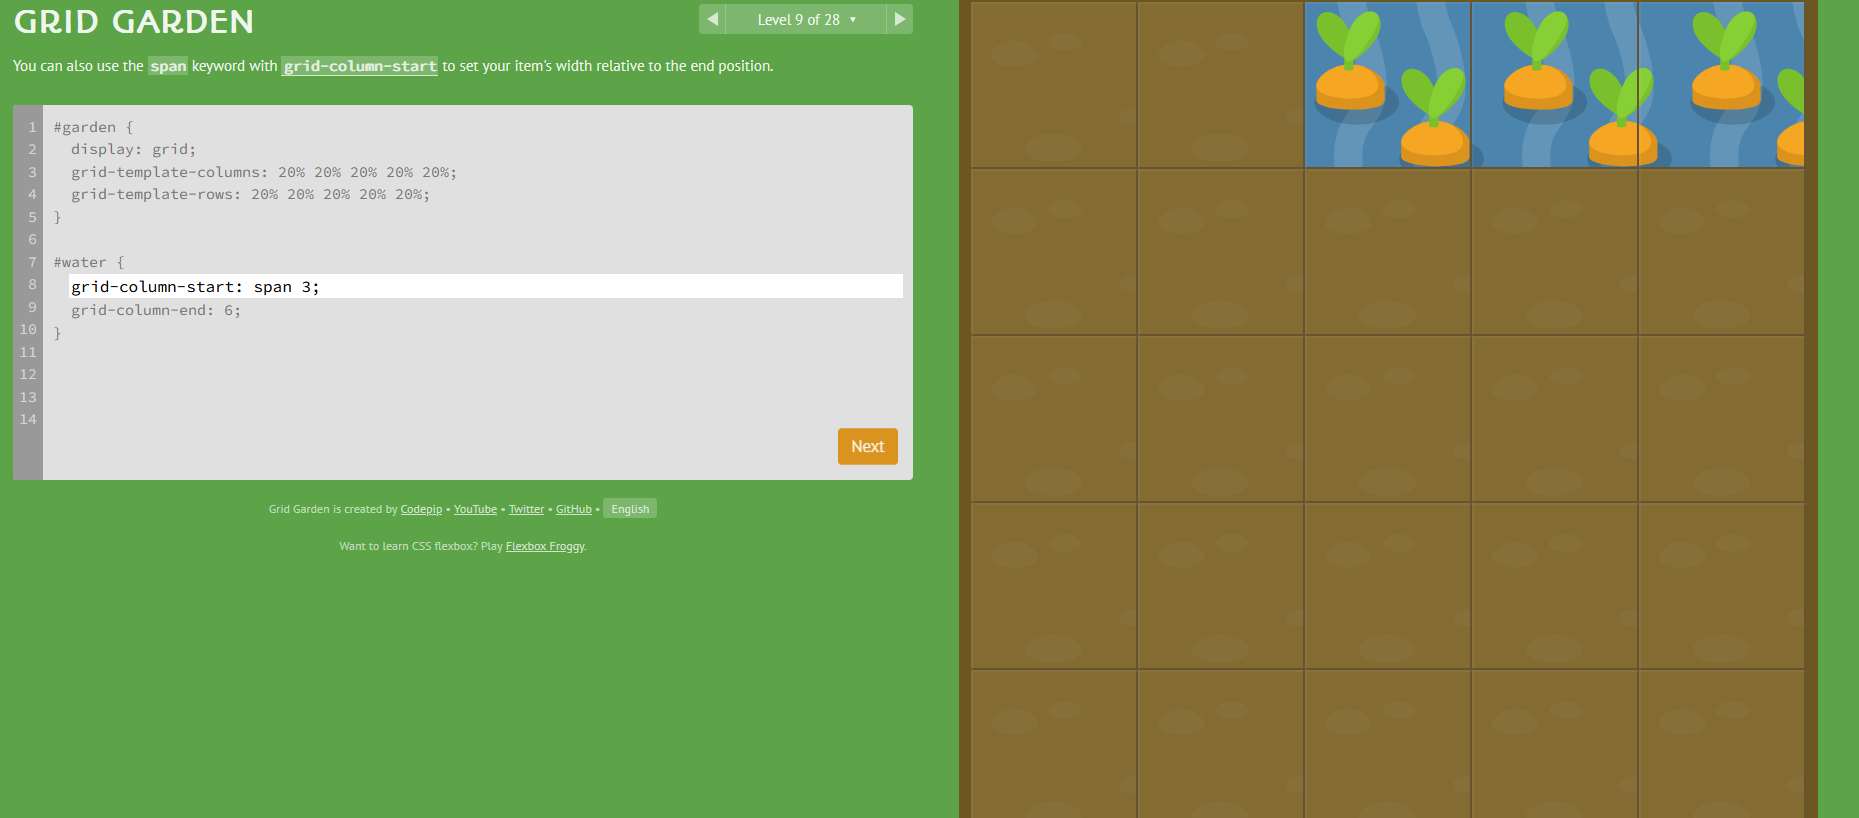 GRID GARDEN
◀ Level 9 of 28 ▾ ▶
You can also use the span keyword with grid-column-start to set your item's width relative to the end position.
1 #garden {
2 display: grid;
3 grid-template-columns: 20% 20% 20% 20% 20%;
4 grid-template-rows: 20% 20% 20% 20% 20%;
5 }
6
7 #water {
8 grid-column-start: span 3;
9 grid-column-end: 6;
10 }
11
12
13
14
Next
Grid Garden is created by Codepip • YouTube • Twitter • GitHub • English
Want to learn CSS flexbox? Play Flexbox Froggy.